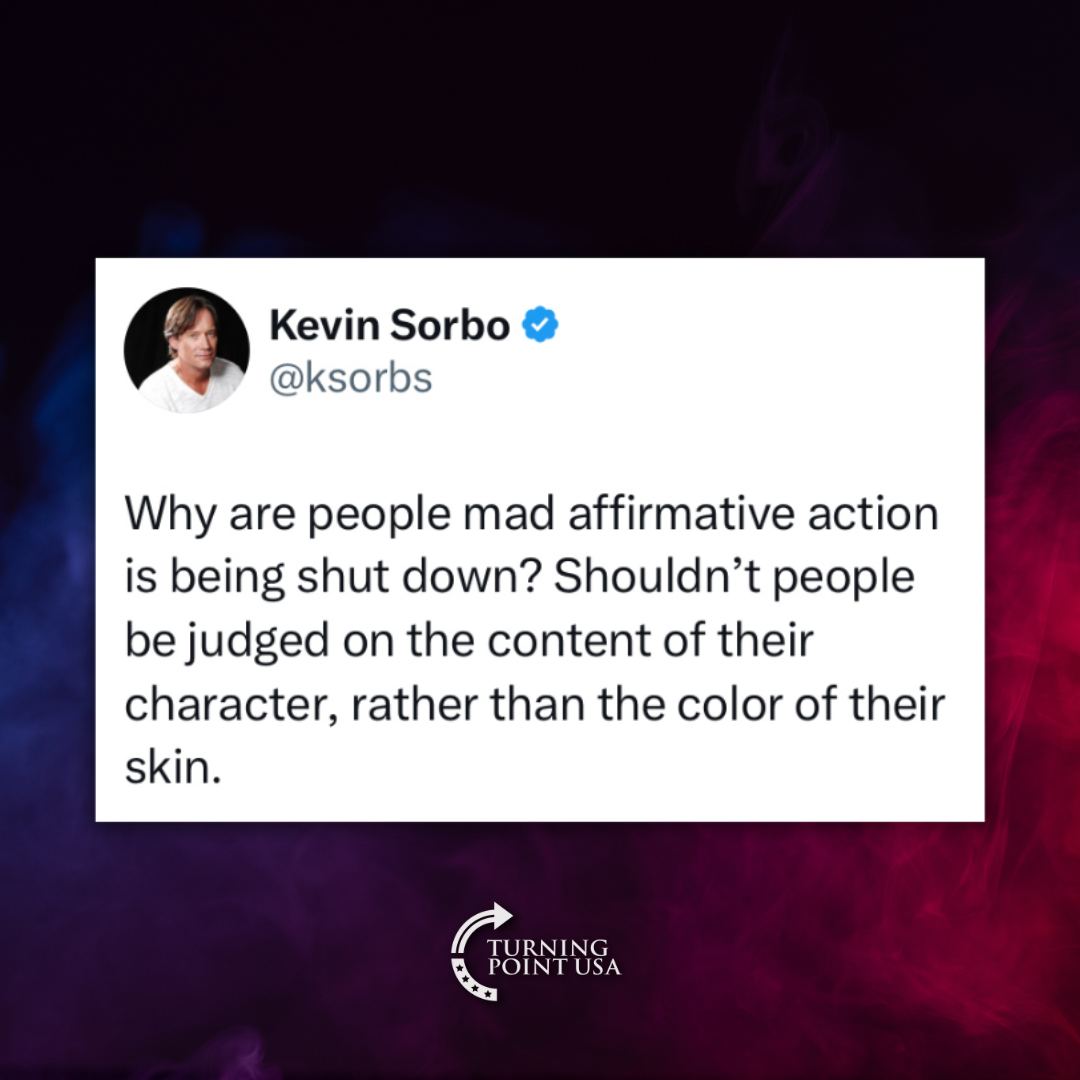 Kevin Sorbo
@ksorbs
Why are people mad affirmative action
is being shut down? Shouldn’t people
be judged on the content of their
character, rather than the color of their
skin.
TURNING
POINT USA